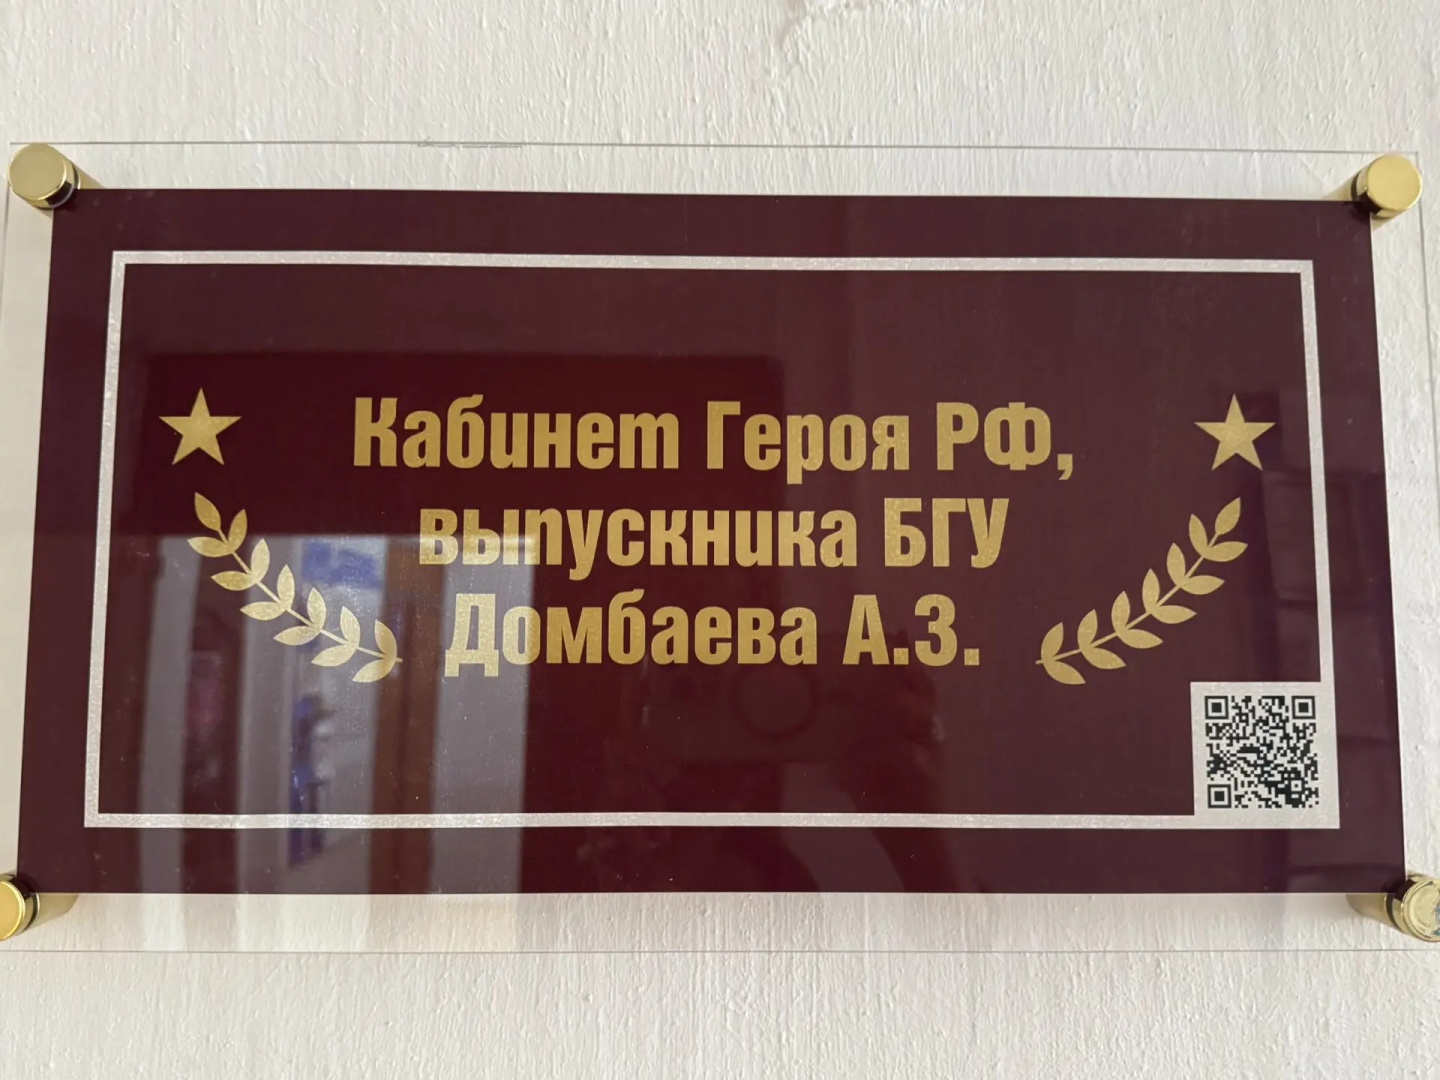 Кабинет Героя РФ,
выпускника БГУ
Домбаева А.З.